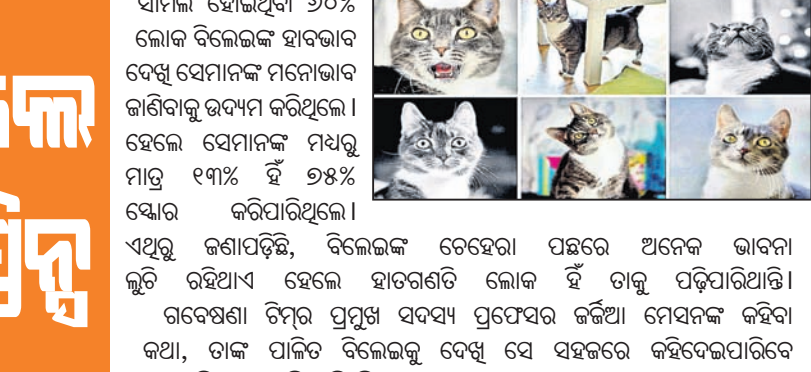 ସାମିଲ ହୋଇଥିବା ୬୦%
ଲୋକ ବିଲେଇଙ୍କ ହାବଭାବ
ଦେଖି ସେମାନଙ୍କ ମନୋଭାବ
ଜାଣିବାକୁ ଉଦ୍ୟମ କରିଥିଲେ।
ହେଲେ ସେମାନଙ୍କ ମଧ୍ୟରୁ
ମାତ୍ର ୧୩% ହିଁ ୭୫%
ସ୍କୋର କରିପାରିଥିଲେ।
ଏଥିରୁ ଜଣାପଡ଼ିଛି, ବିଲେଇଙ୍କ ଚେହେରା ପଛରେ ଅନେକ ଭାବନା
ଲୁଚି ରହିଥାଏ ହେଲେ ହାତଗଣତି ଲୋକ ହିଁ ତାକୁ ପଢ଼ିପାରିଥାନ୍ତି।
ଗବେଷଣା ଟିମ୍‌ର ପ୍ରମୁଖ ସଦସ୍ୟ ପ୍ରଫେସର ଜର୍ଜିଆ ମେସନଙ୍କ କହିବା
କଥା, ତାଙ୍କ ପାଳିତ ବିଲେଇକୁ ଦେଖି ସେ ସହଜରେ କହିଦେଇପାରିବେ